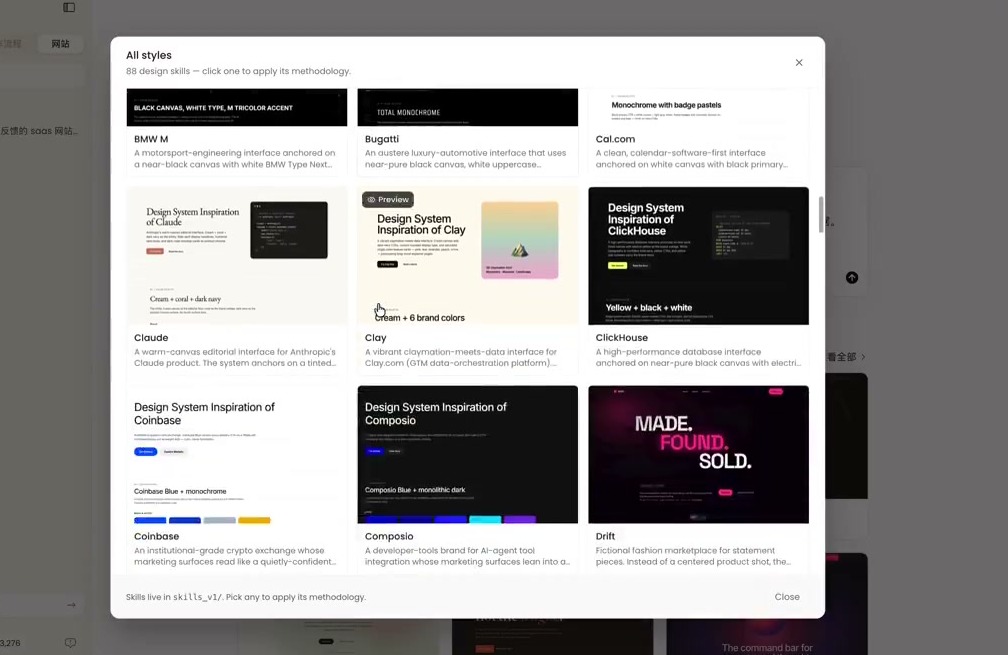 网站
反馈的 saas 网站...
All styles
88 design skills — click one to apply its methodology.
BLACK CANVAS, WHITE TYPE, M TRICOLOR ACCENT
BMW M
A motorsport-engineering interface anchored on
a near-black canvas with white BMW Type Next...
TOTAL MONOCHROME
Bugatti
An austere luxury-automotive interface that uses
near-pure black canvas, white uppercase...
Monochrome with badge pastels
Cal.com
A clean, calendar-software-first interface
anchored on white canvas with black primary...
Design System Inspiration
of Claude
Cream + coral + dark navy
Claude
A warm-canvas editorial interface for Anthropic's
Claude product. The system anchors on a tinted...
Preview
Design System
Inspiration of Clay
Cream + 6 brand colors
Clay
A vibrant claymation-meets-data interface for
Clay.com (GTM data-orchestration platform)....
Design System
Inspiration of
ClickHouse
Yellow + black + white
ClickHouse
A high-performance database interface
anchored on near-pure black canvas with electri...
Design System Inspiration of
Coinbase
Coinbase Blue + monochrome
Coinbase
An institutional-grade crypto exchange whose
marketing surfaces read like a quietly-confident...
Design System Inspiration of
Composio
Composio Blue + monolithic dark
Composio
A developer-tools brand for AI-agent tool
integration whose marketing surfaces lean into a...
MADE.
FOUND.
SOLD.
Drift
Fictional fashion marketplace for statement
pieces. Instead of a centered product shot, the...
Skills live in skills_v1/. Pick any to apply its methodology.
Close
看全部
3,276
The command bar for